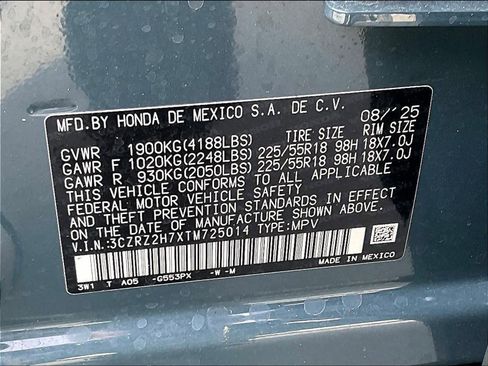 MFD.BY HONDA DE MEXICO S.A. DE C.V. 08/'25
GVWR 1900KG(4188LBS) TIRE SIZE RIM SIZE
GAWR F 1020KG(2248LBS) 225/55R18 98H 18X7.0J
GAWR R 930KG(2050LBS) 225/55R18 98H 18X7.0J
THIS VEHICLE CONFORMS TO ALL APPLICABLE
FEDERAL MOTOR VEHICLE SAFETY
AND THEFT PREVENTION STANDARDS IN EFFECT
ON THE DATE OF MANUFACTURE SHOWN ABOVE.
V.I.N.:3CZRZ2H7XTM725014 TYPE:MPV
3W1 T A05 -G553PX -W -M MADE IN MEXICO